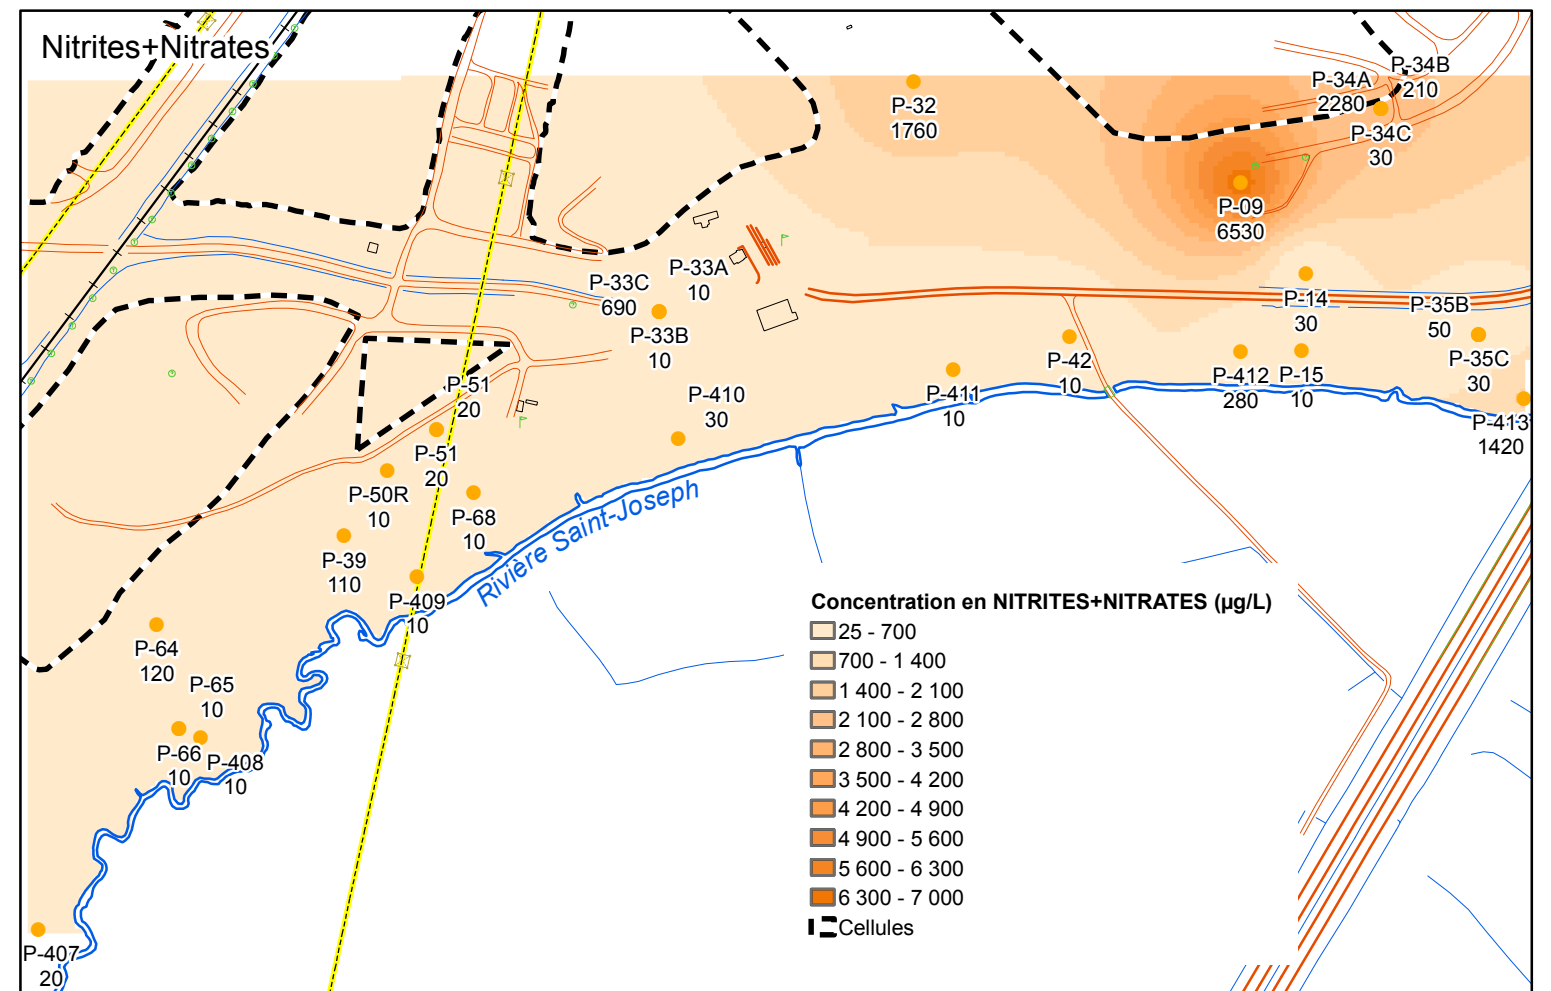 Nitrites+Nitrates
P-34B
210
P-34A
2280
P-32
1760
P-34C
30
P-09
6530
P-33A
10
P-33C
690
P-14
30
P-35B
50
P-33B
10
P-35C
30
P-42
10
P-412
280
P-15
10
P-51
20
P-410
30
P-411
10
P-413
1420
P-51
20
P-50R
10
P-68
10
Rivière Saint-Joseph
P-39
110
P-409
10
P-64
120
P-65
10
P-66
10
P-408
10
P-407
20
Concentration en NITRITES+NITRATES (µg/L)
25 - 700
700 - 1 400
1 400 - 2 100
2 100 - 2 800
2 800 - 3 500
3 500 - 4 200
4 200 - 4 900
4 900 - 5 600
5 600 - 6 300
6 300 - 7 000
Cellules